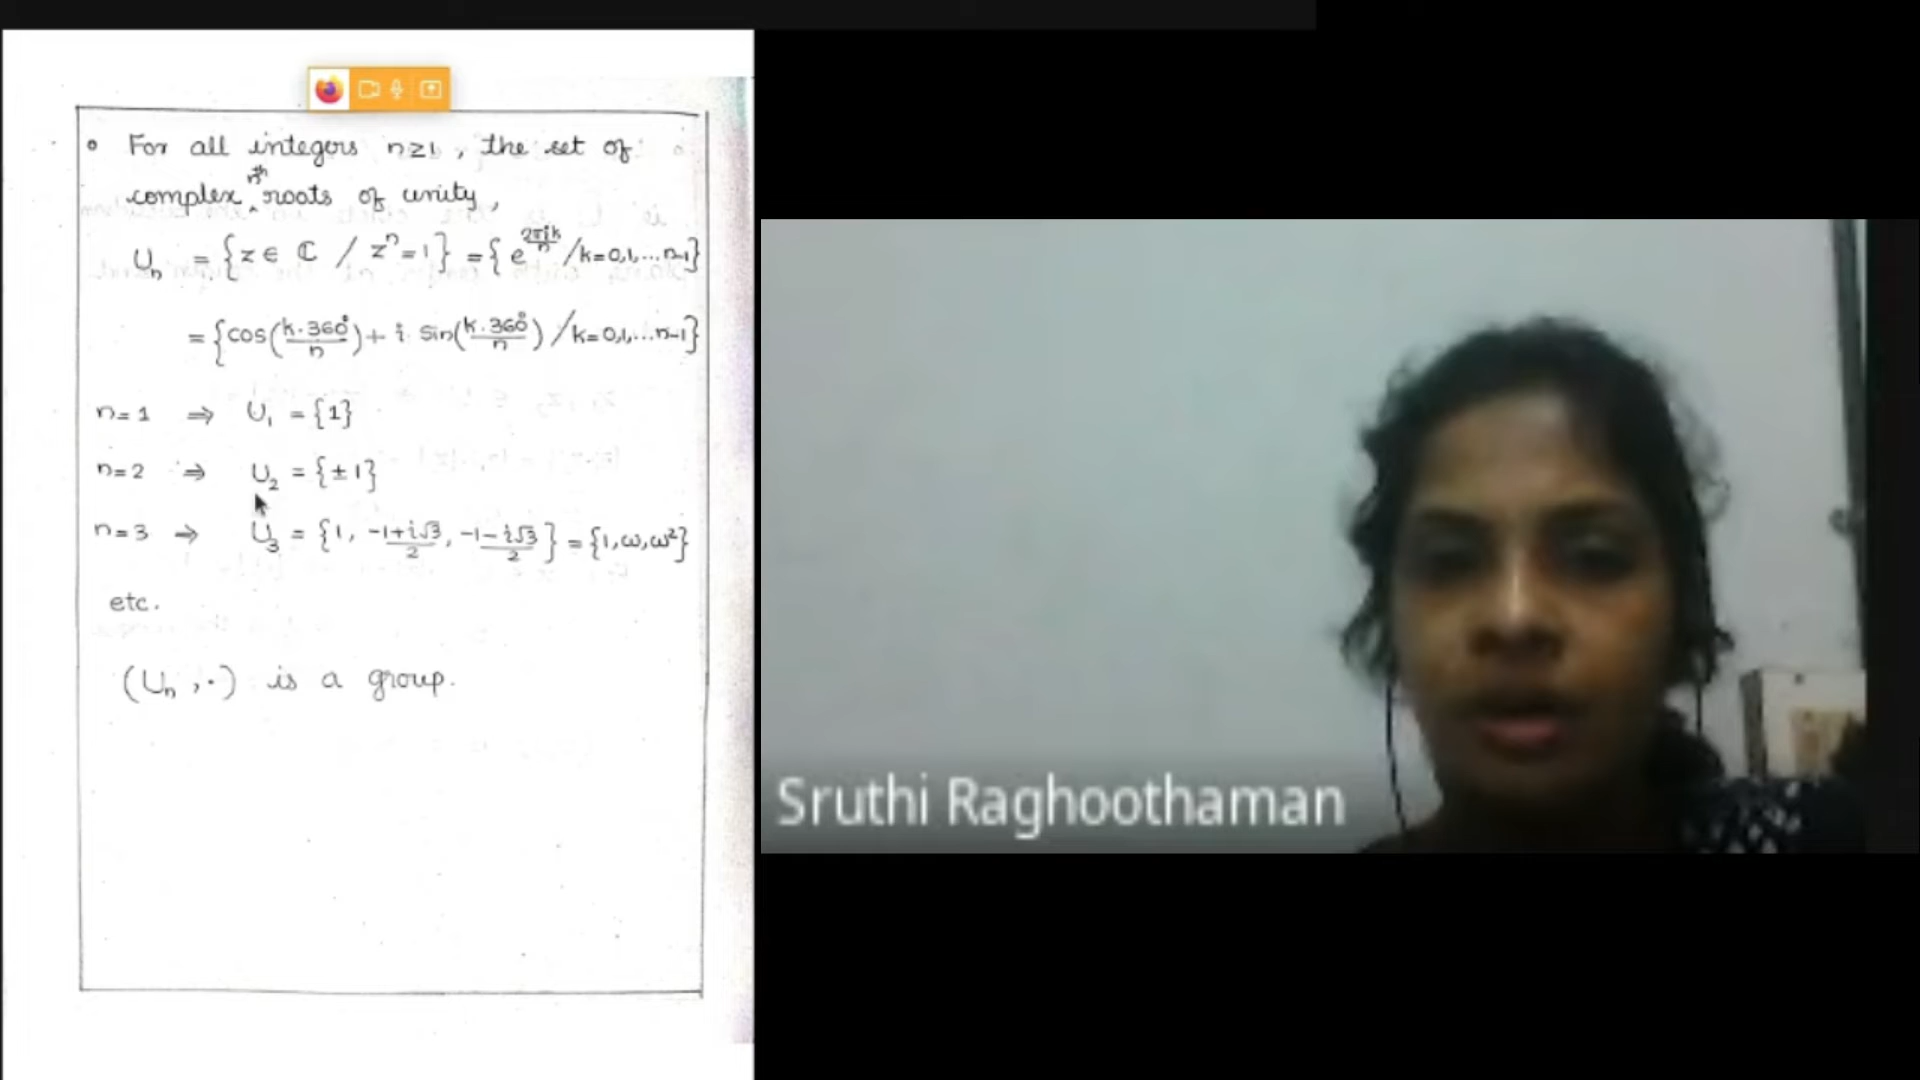 ∘ For all integers n≥1, the set of
complex nth roots of unity,
Uₙ = {z ∈ ℂ / zⁿ=1} = {e^(2πik/n) / k=0,1,...n-1}
= {cos(k·360°/n) + i sin(k·360°/n) / k=0,1,...n-1}
n=1 ⇒ U₁ = {1}
n=2 ⇒ U₂ = {±1}
n=3 ⇒ U₃ = {1, (-1+i√3)/2, (-1-i√3)/2} = {1,ω,ω²}
etc.
(Uₙ,·) is a group.
Sruthi Raghoothaman